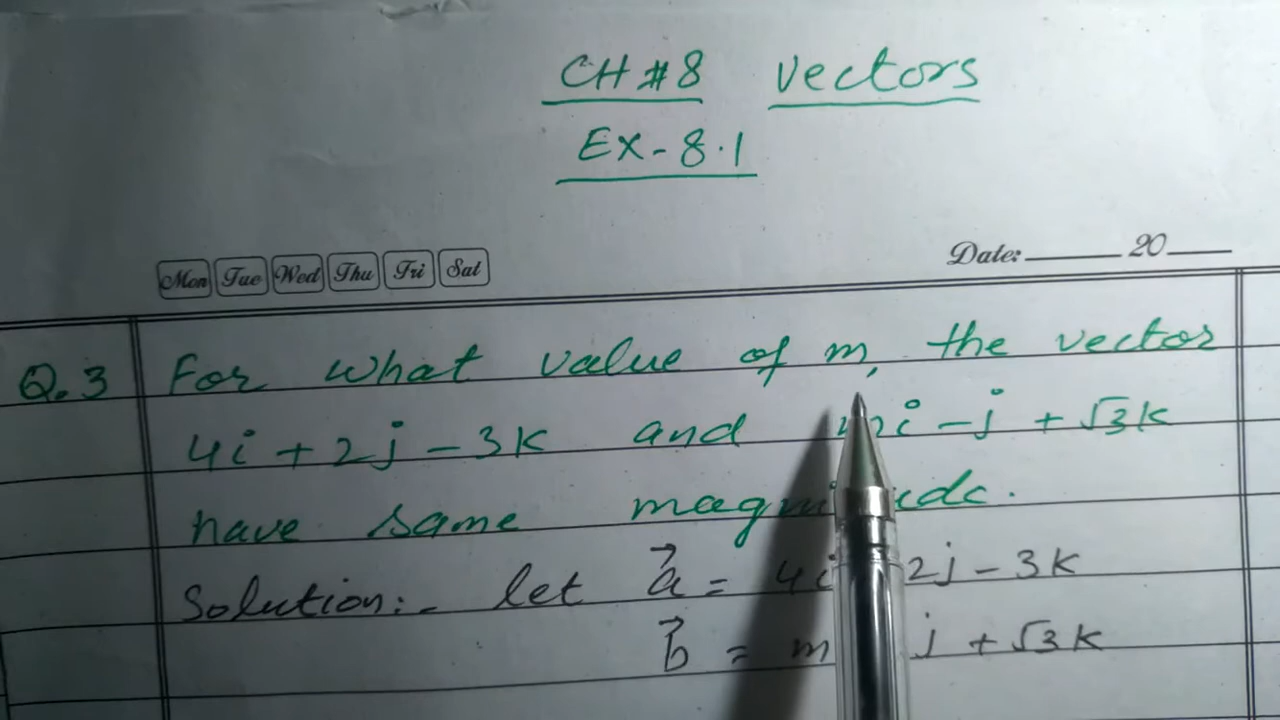 CH#8 Vectors
EX-8.1
Mon Tue Wed Thu Fri Sat
Date: 20
Q.3 For what value of m, the vector
4i + 2j - 3k and mi - j + √3k
have same magnitude.
Solution:- let a⃗ = 4i 2j - 3k
b⃗ = m j + √3k